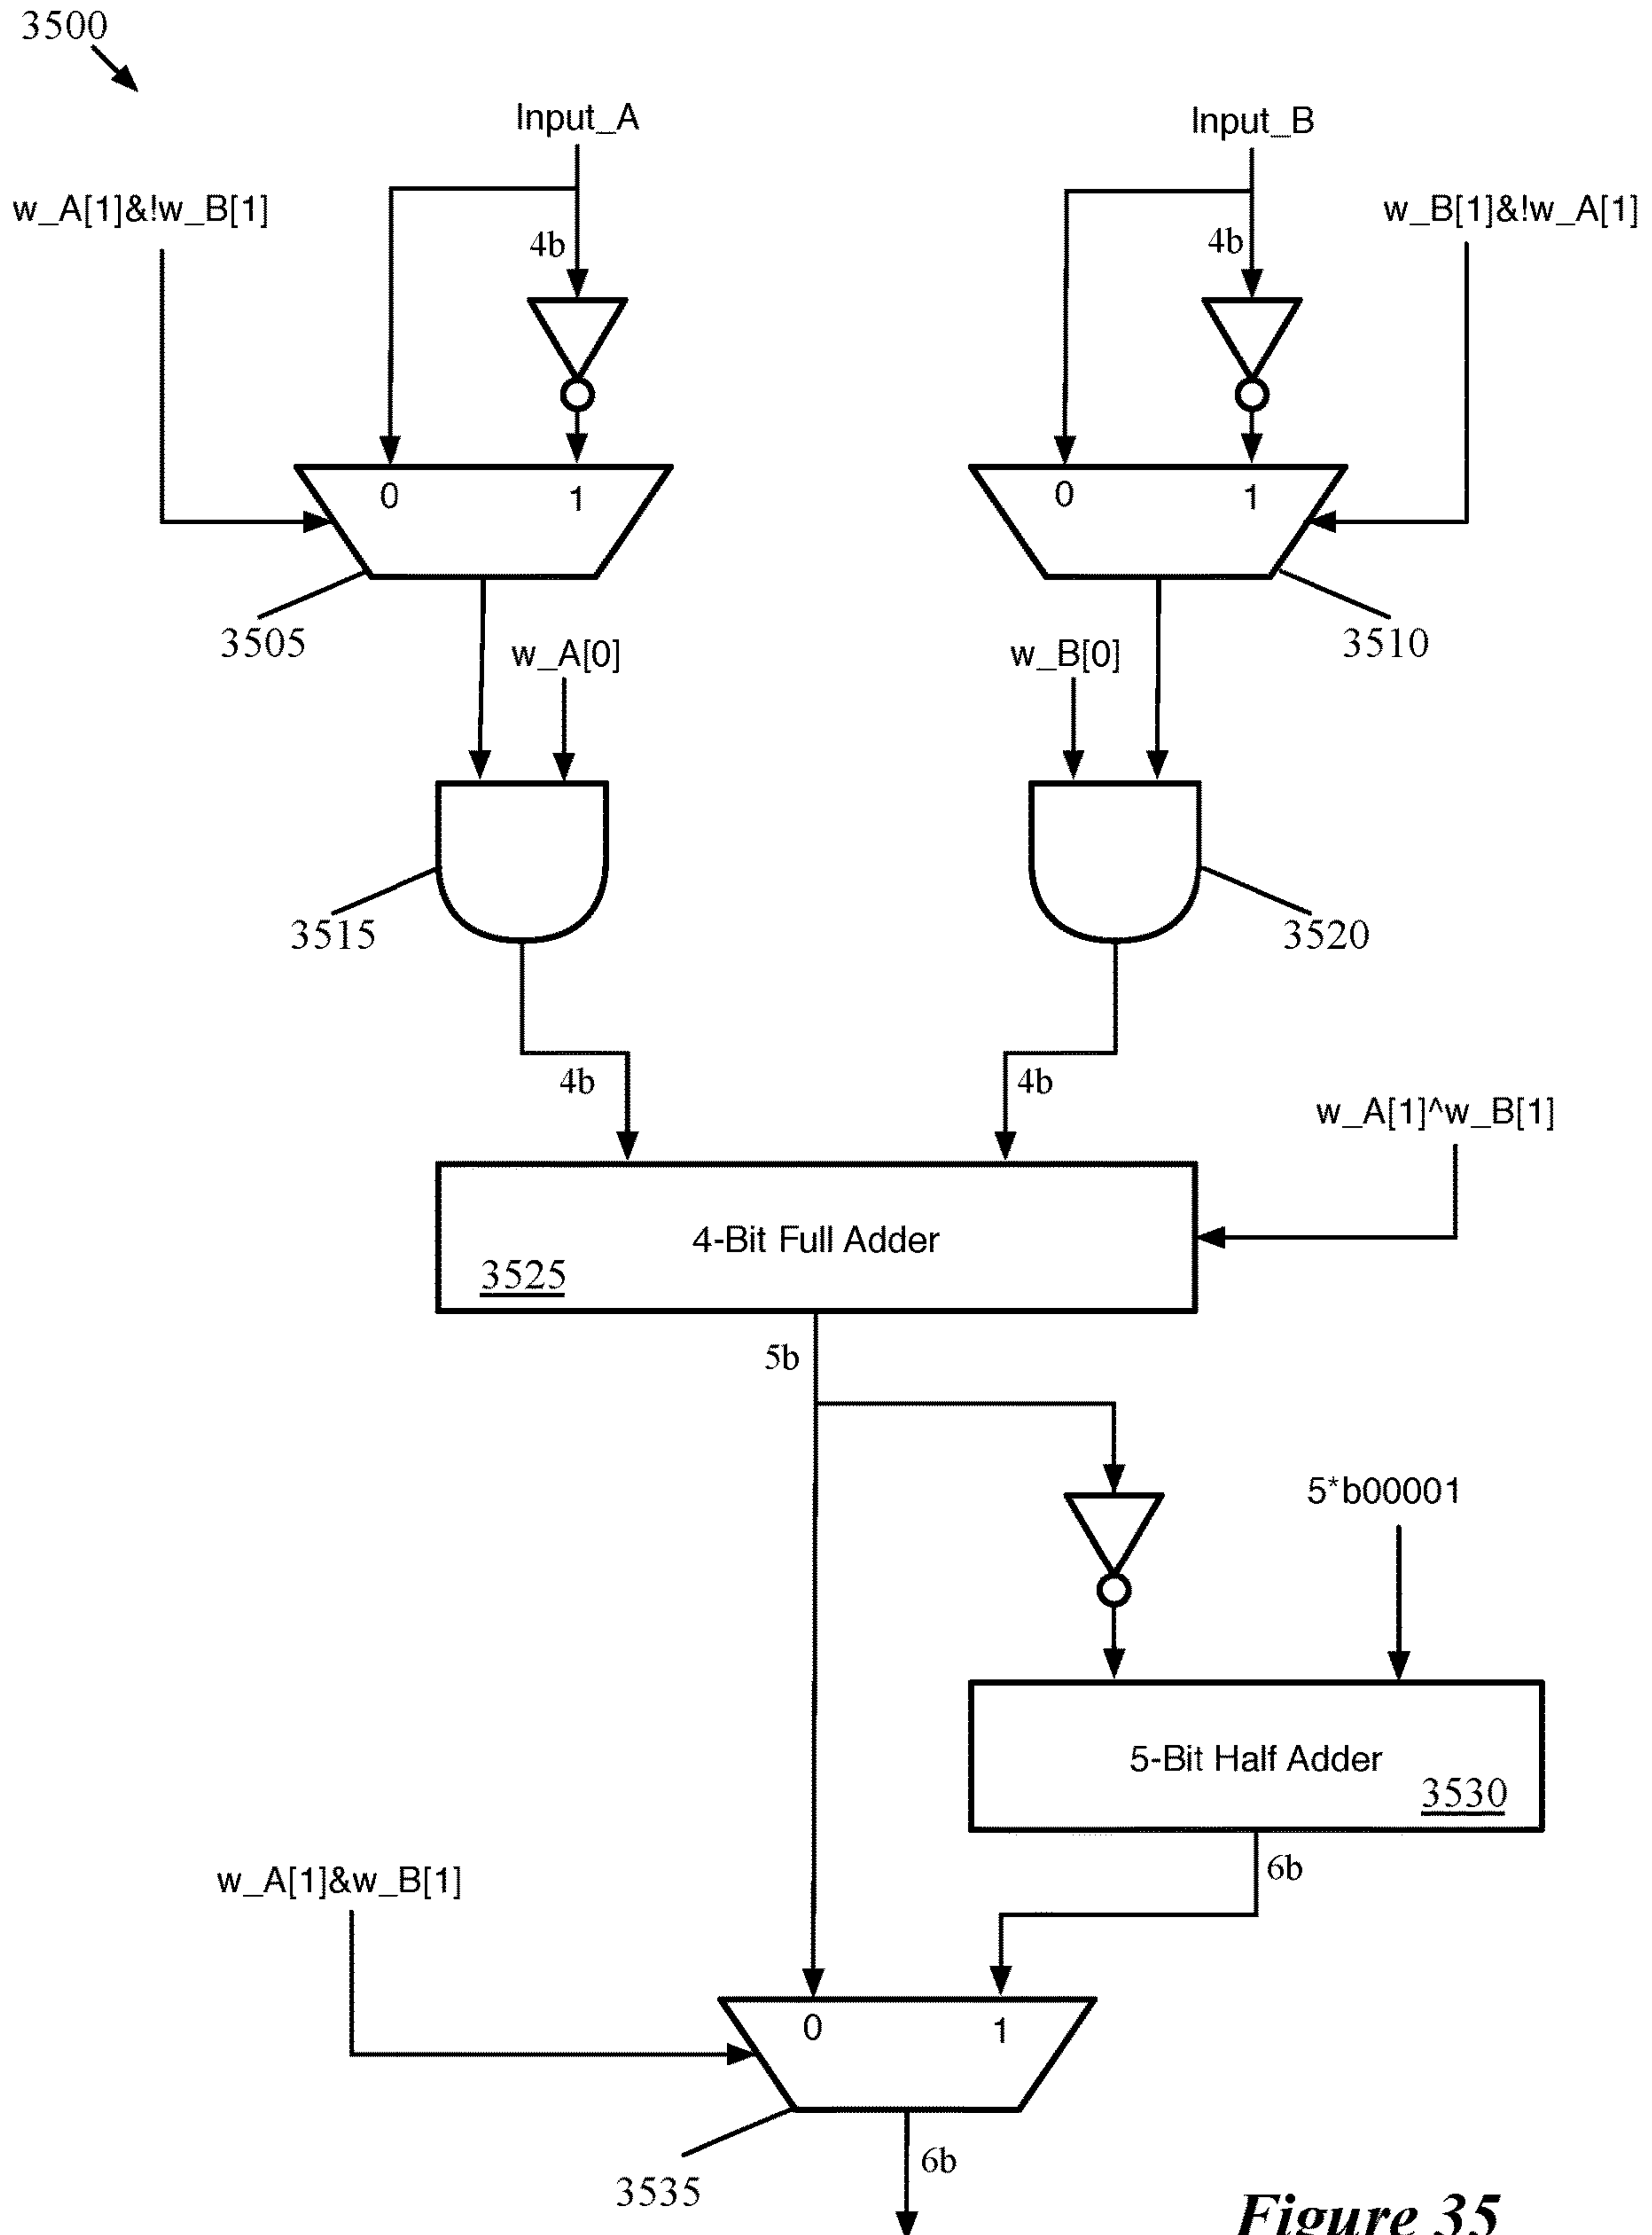 3500
Input_A
Input_B
w_A[1]&!w_B[1]
w_B[1]&!w_A[1]
4b
4b
0
1
0
1
3505
3510
w_A[0]
w_B[0]
3515
3520
4b
4b
w_A[1]^w_B[1]
4-Bit Full Adder
3525
5b
5*b00001
5-Bit Half Adder
3530
6b
w_A[1]&w_B[1]
0
1
6b
3535
Figure 35